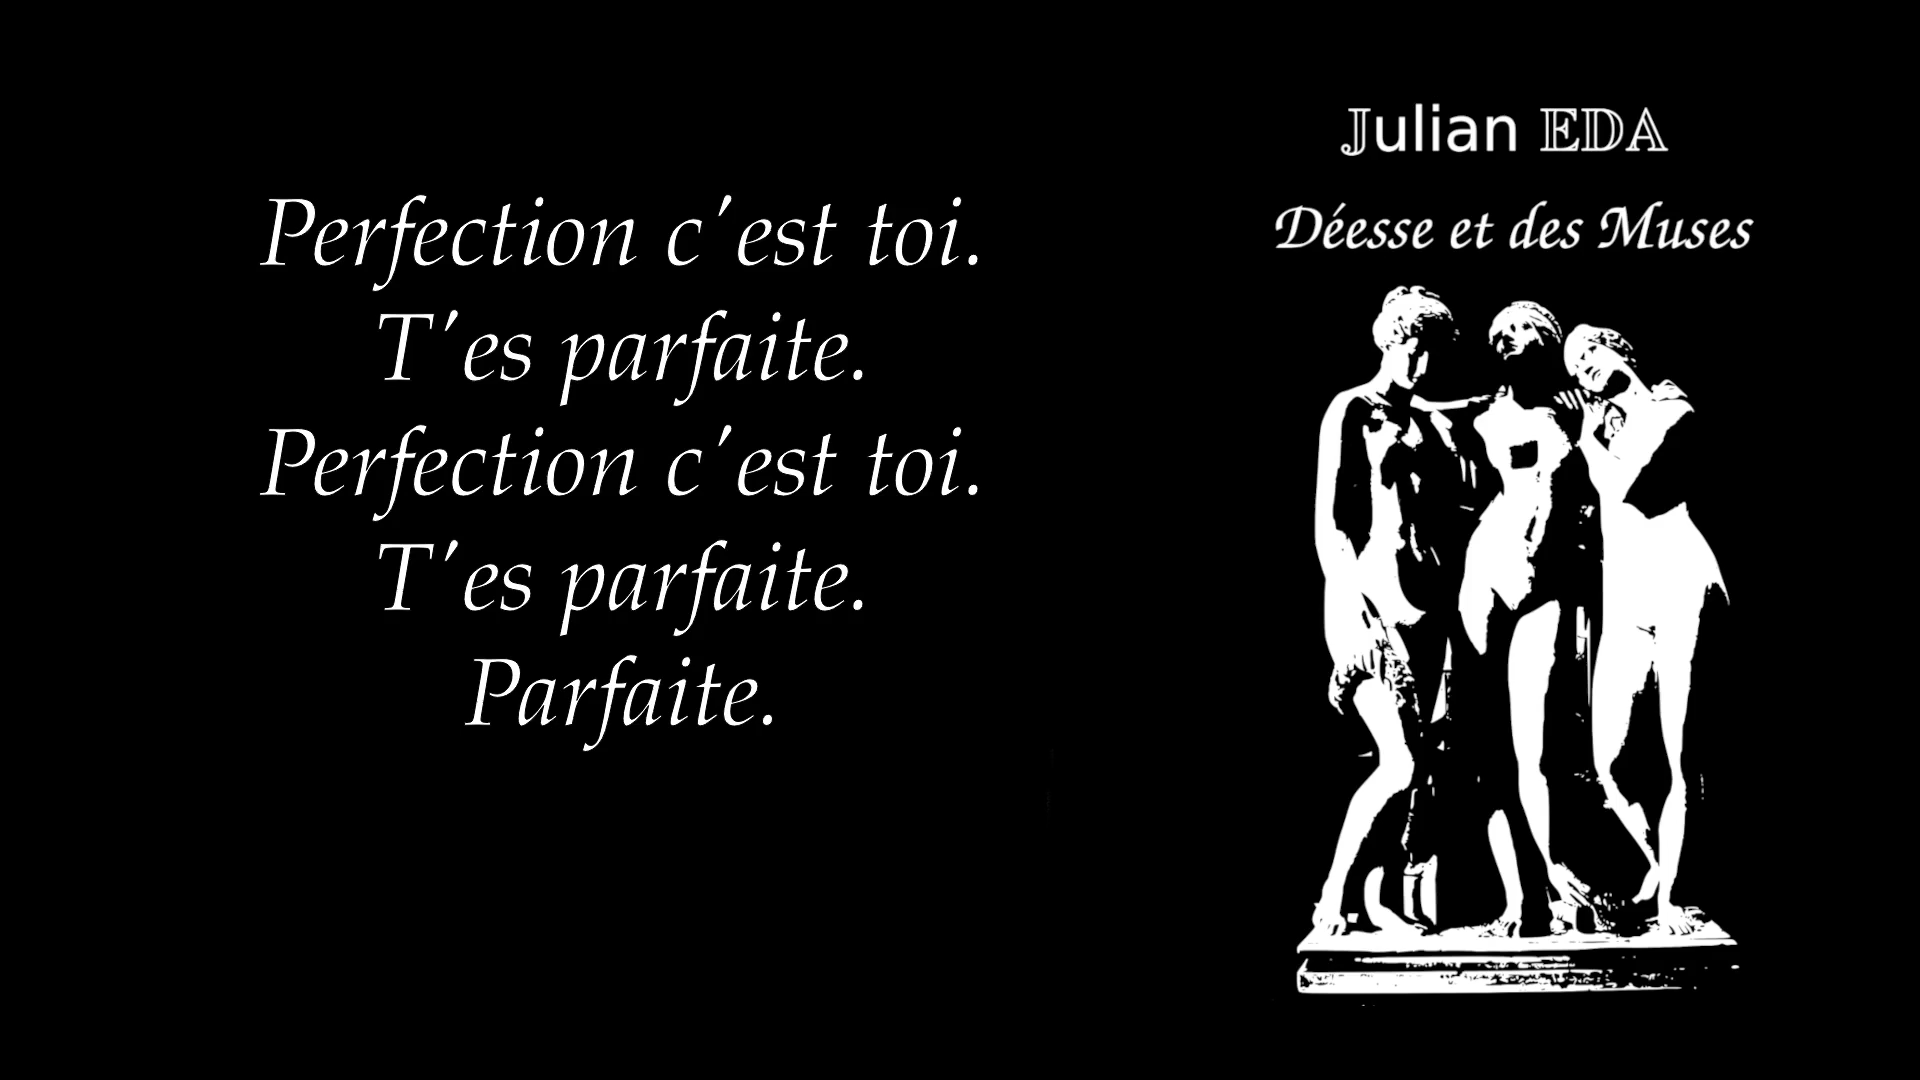 Perfection c'est toi.
T'es parfaite.
Perfection c'est toi.
T'es parfaite.
Parfaite.
Julian EDA
Déesse et des Muses